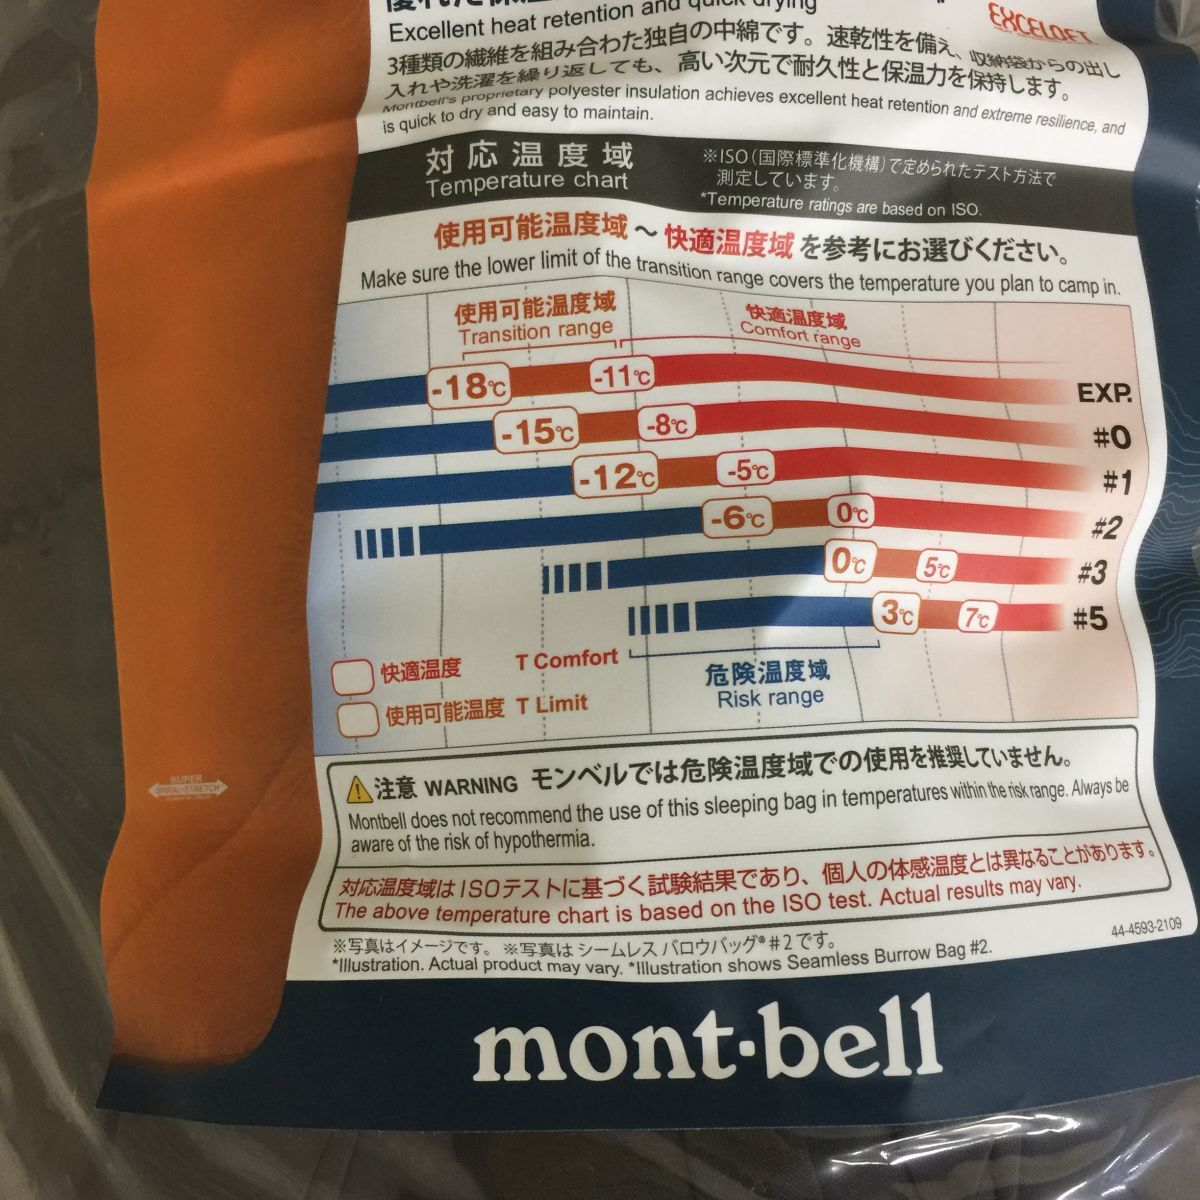 Excellent heat retention and quick drying
EXCELOFT
3種類の繊維を組み合わた独自の中綿です。速乾性を備え、収納袋からの出し
入れや洗濯を繰り返しても、高い次元で耐久性と保温力を保持します。
Montbell's proprietary polyester insulation achieves excellent heat retention and extreme resilience, and
is quick to dry and easy to maintain.
対応温度域
Temperature chart
※ISO(国際標準化機構)で定められたテスト方法で
測定しています。
*Temperature ratings are based on ISO.
使用可能温度域~快適温度域を参考にお選びください。
Make sure the lower limit of the transition range covers the temperature you plan to camp in.
使用可能温度域
Transition range
快適温度域
Comfort range
-18℃ -11℃ EXP.
-15℃ -8℃ #0
-12℃ -5℃ #1
-6℃ 0℃ #2
0℃ 5℃ #3
3℃ 7℃ #5
快適温度 T Comfort
使用可能温度 T Limit
危険温度域
Risk range
SUPER
SPIRAL-STRETCH
注意 WARNING モンベルでは危険温度域での使用を推奨していません。
Montbell does not recommend the use of this sleeping bag in temperatures within the risk range. Always be
aware of the risk of hypothermia.
対応温度域はISOテストに基づく試験結果であり、個人の体感温度とは異なることがあります。
The above temperature chart is based on the ISO test. Actual results may vary.
※写真はイメージです。 ※写真は シームレス バロウバッグ® #2です。
*Illustration. Actual product may vary. *Illustration shows Seamless Burrow Bag #2.
44-4593-2109
mont-bell